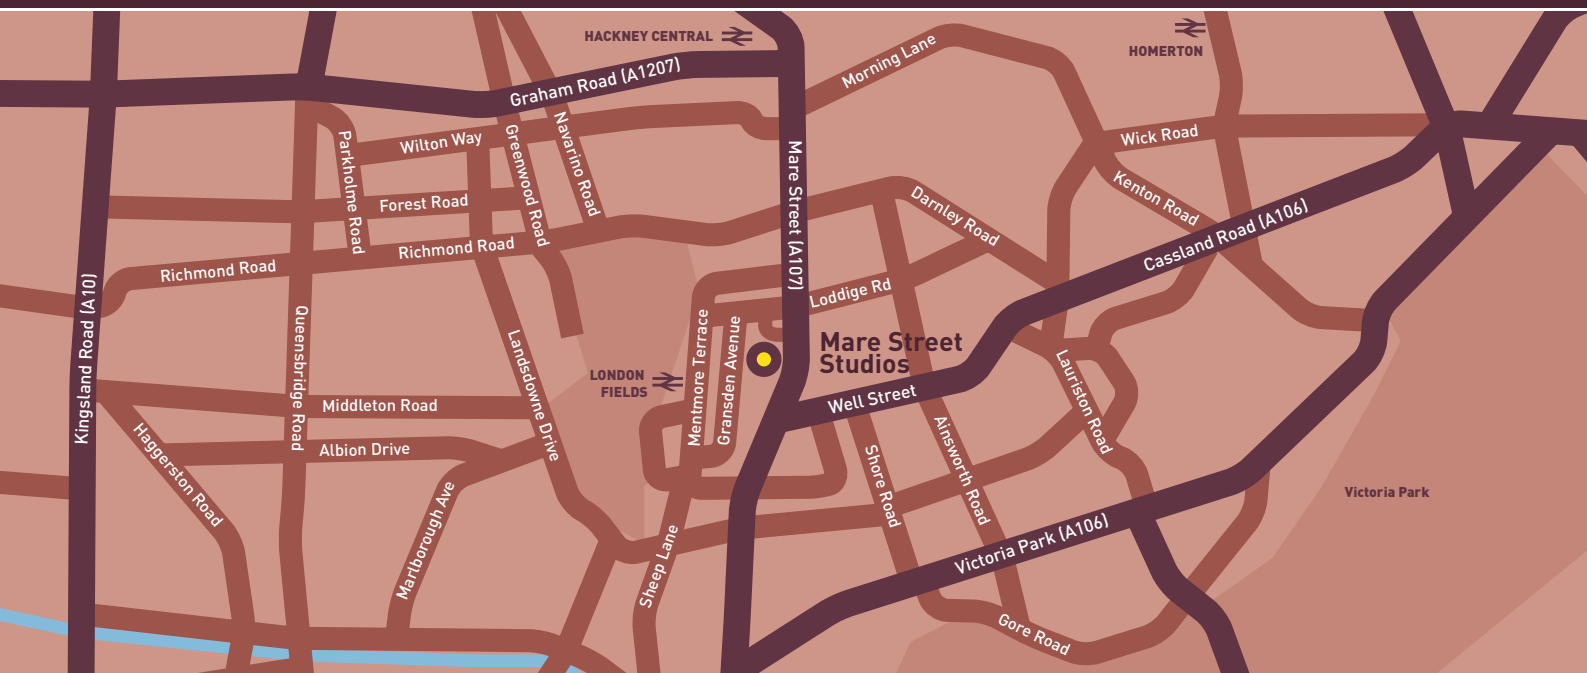 HACKNEY CENTRAL
HOMERTON
Graham Road (A1207)
Morning Lane
Wick Road
Wilton Way
Parkholme Road
Greenwood Road
Navarino Road
Mare Street (A107)
Kenton Road
Forest Road
Darnley Road
Cassland Road (A106)
Richmond Road
Richmond Road
Loddige Rd
Kingsland Road (A10)
Queensbridge Road
Landsdowne Drive
Mentmore Terrace
Gransden Avenue
Mare Street
Studios
LONDON
FIELDS
Well Street
Lauriston Road
Middleton Road
Albion Drive
Haggerston Road
Marlborough Ave
Shore Road
Ainsworth Road
Victoria Park
Sheep Lane
Victoria Park (A106)
Gore Road